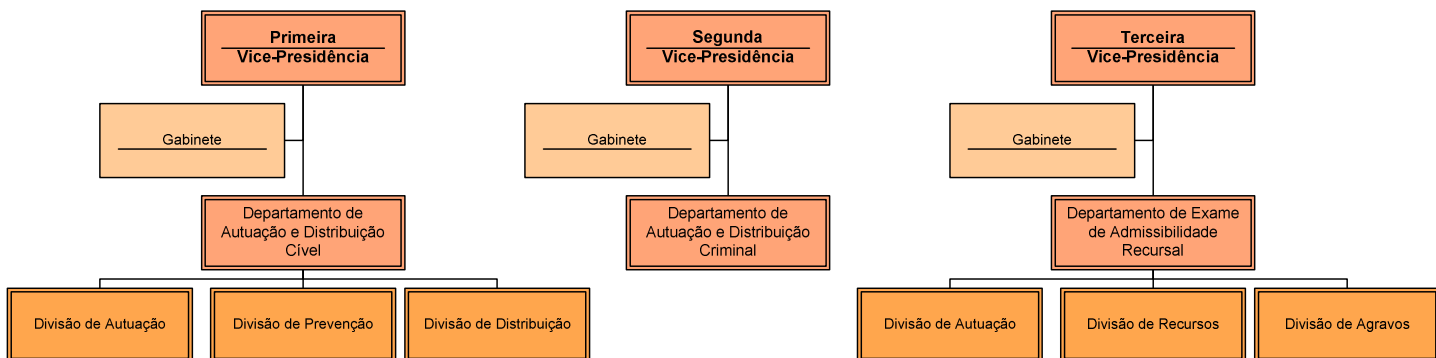 Primeira
Vice-Presidência
Segunda
Vice-Presidência
Terceira
Vice-Presidência
Gabinete
Gabinete
Gabinete
Departamento de
Autuação e Distribuição
Cível
Departamento de
Autuação e Distribuição
Criminal
Departamento de Exame
de Admissibilidade
Recursal
Divisão de Autuação
Divisão de Prevenção
Divisão de Distribuição
Divisão de Autuação
Divisão de Recursos
Divisão de Agravos